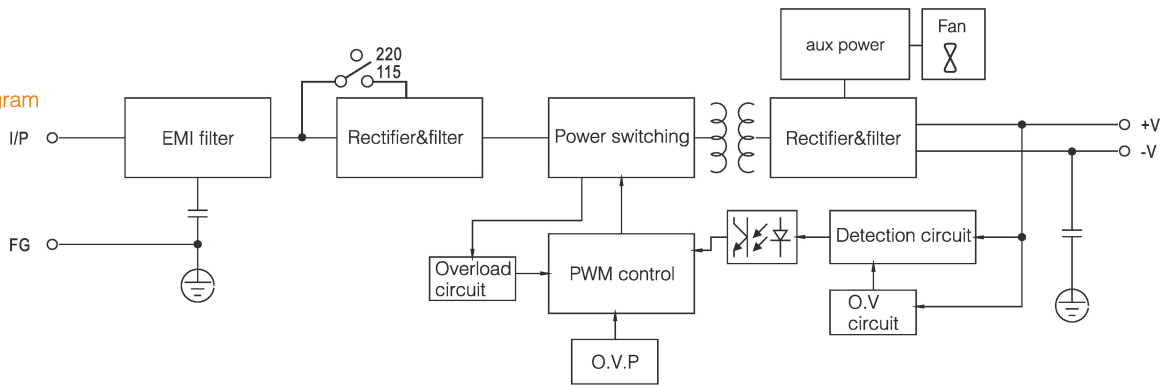 gram
I/P
EMI filter
220
115
Rectifier&filter
Power switching
aux power
Fan
Rectifier&filter
+V
-V
FG
Overload
circuit
PWM control
O.V.P
Detection circuit
O.V
circuit